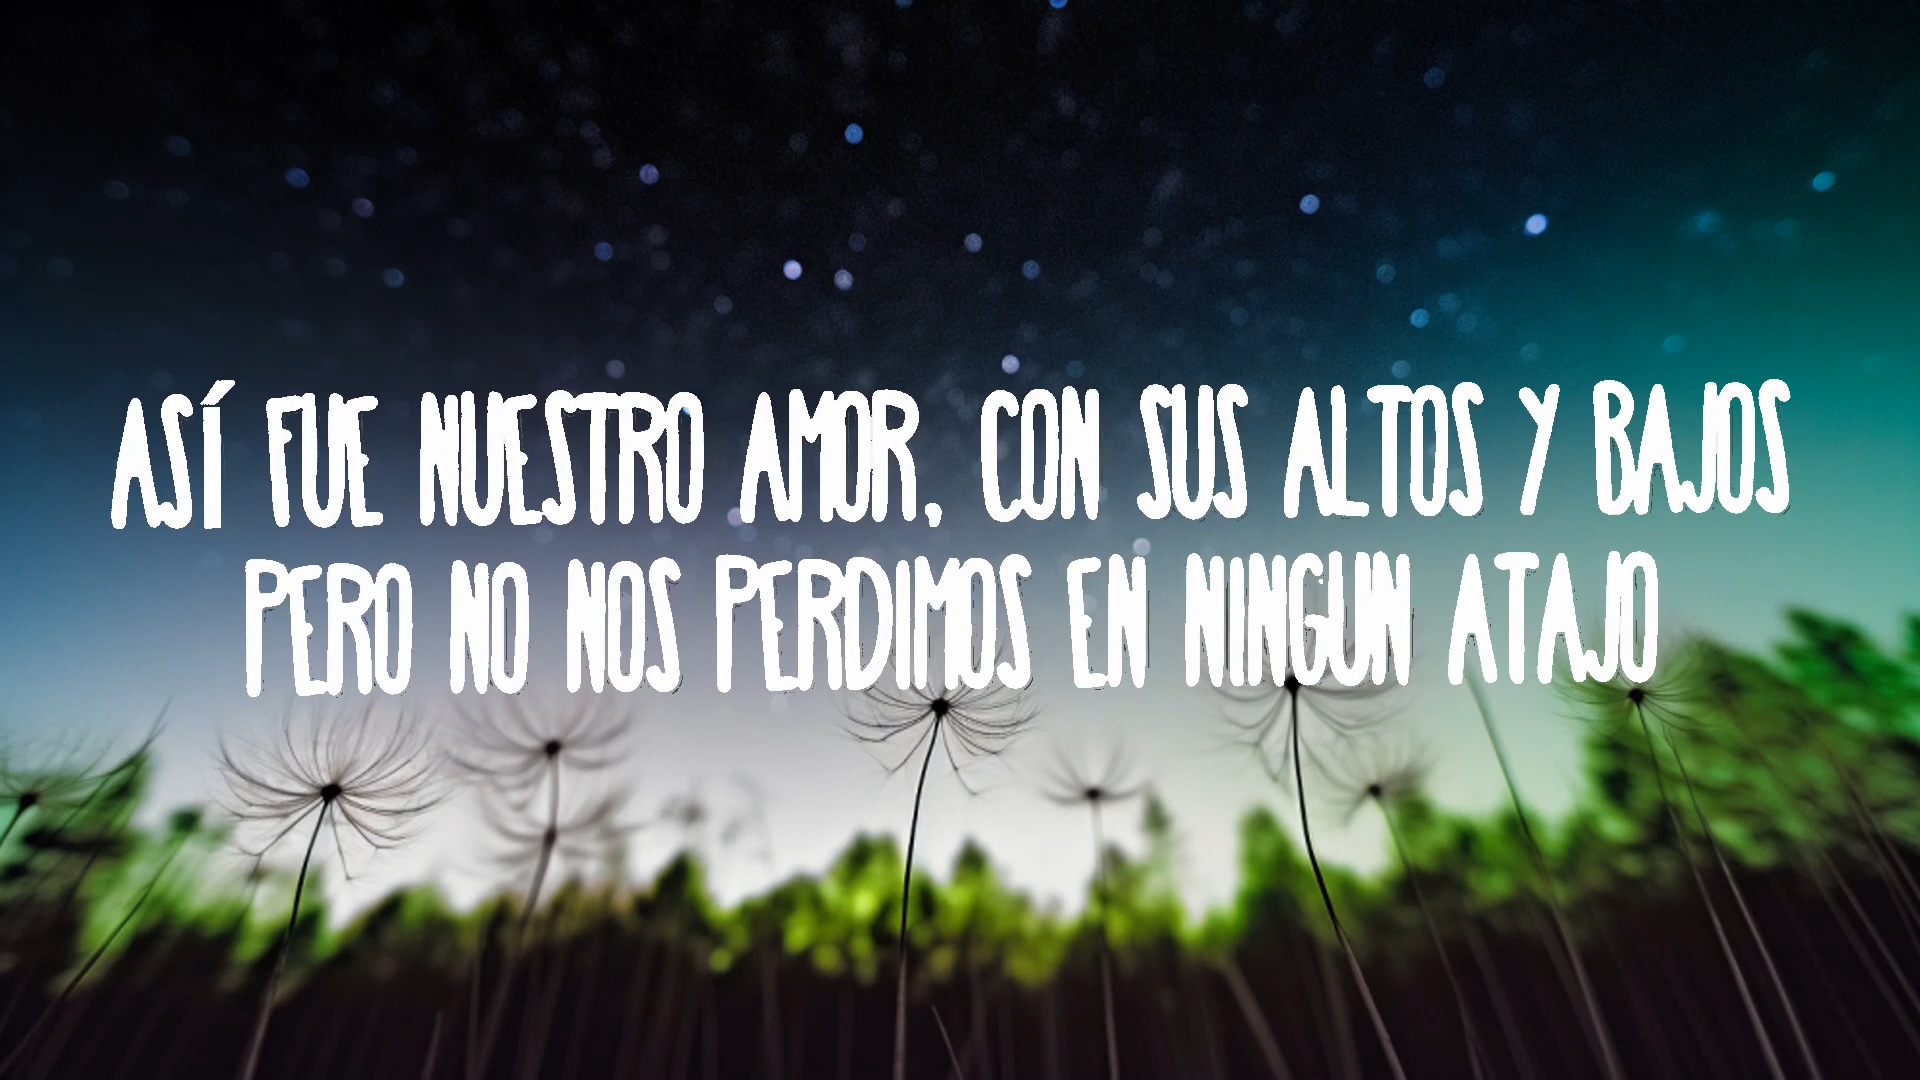 ASÍ FUE NUESTRO AMOR, CON SUS ALTOS Y BAJOS
PERO NO NOS PERDIMOS EN NINGUN ATAJO